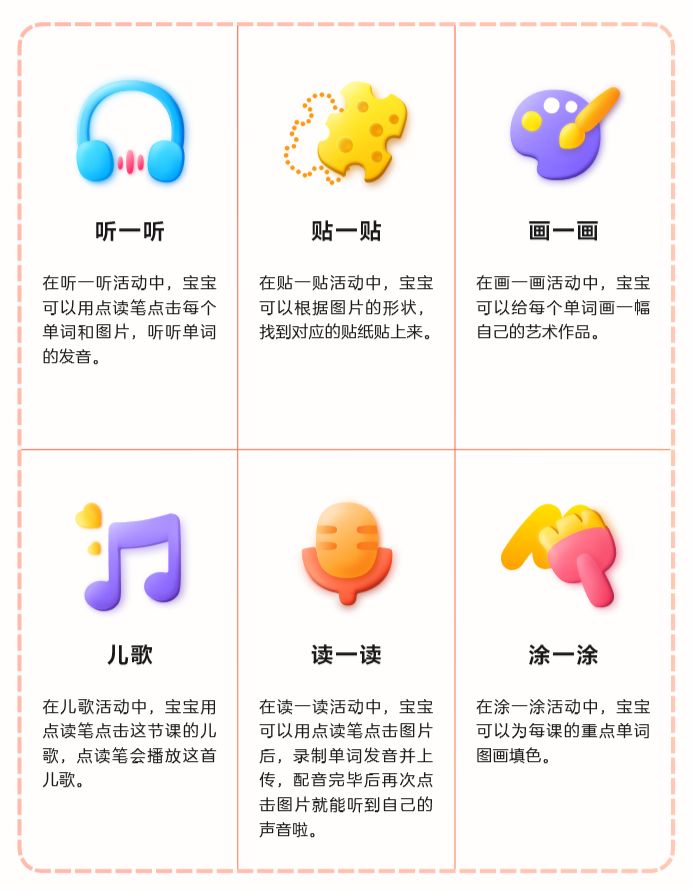 听一听
在听一听活动中，宝宝
可以用点读笔点击每个
单词和图片，听听单词
的发音。
贴一贴
在贴一贴活动中，宝宝
可以根据图片的形状，
找到对应的贴纸贴上来。
画一画
在画一画活动中，宝宝
可以给每个单词画一幅
自己的艺术作品。
儿歌
在儿歌活动中，宝宝用
点读笔点击这节课的儿
歌，点读笔会播放这首
儿歌。
读一读
在读一读活动中，宝宝
可以用点读笔点击图片
后，录制单词发音并上
传，配音完毕后再次点
击图片就能听到自己的
声音啦。
涂一涂
在涂一涂活动中，宝宝
可以为每课的重点单词
图画填色。